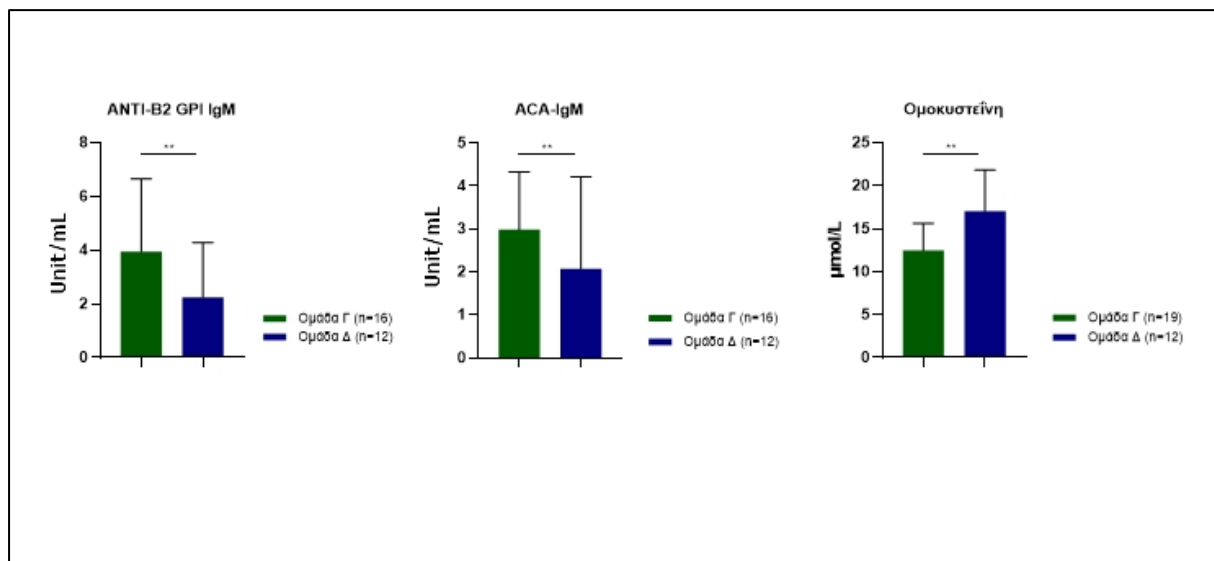 ANTI-B2 GPI IgM
8
6
4
2
0
Unit/mL
**
Ομάδα Γ (n=16)
Ομάδα Δ (n=12)
ACA-IgM
5
4
3
2
1
0
Unit/mL
**
Ομάδα Γ (n=16)
Ομάδα Δ (n=12)
Ομοκυστεΐνη
25
20
15
10
5
0
μmol/L
**
Ομάδα Γ (n=19)
Ομάδα Δ (n=12)